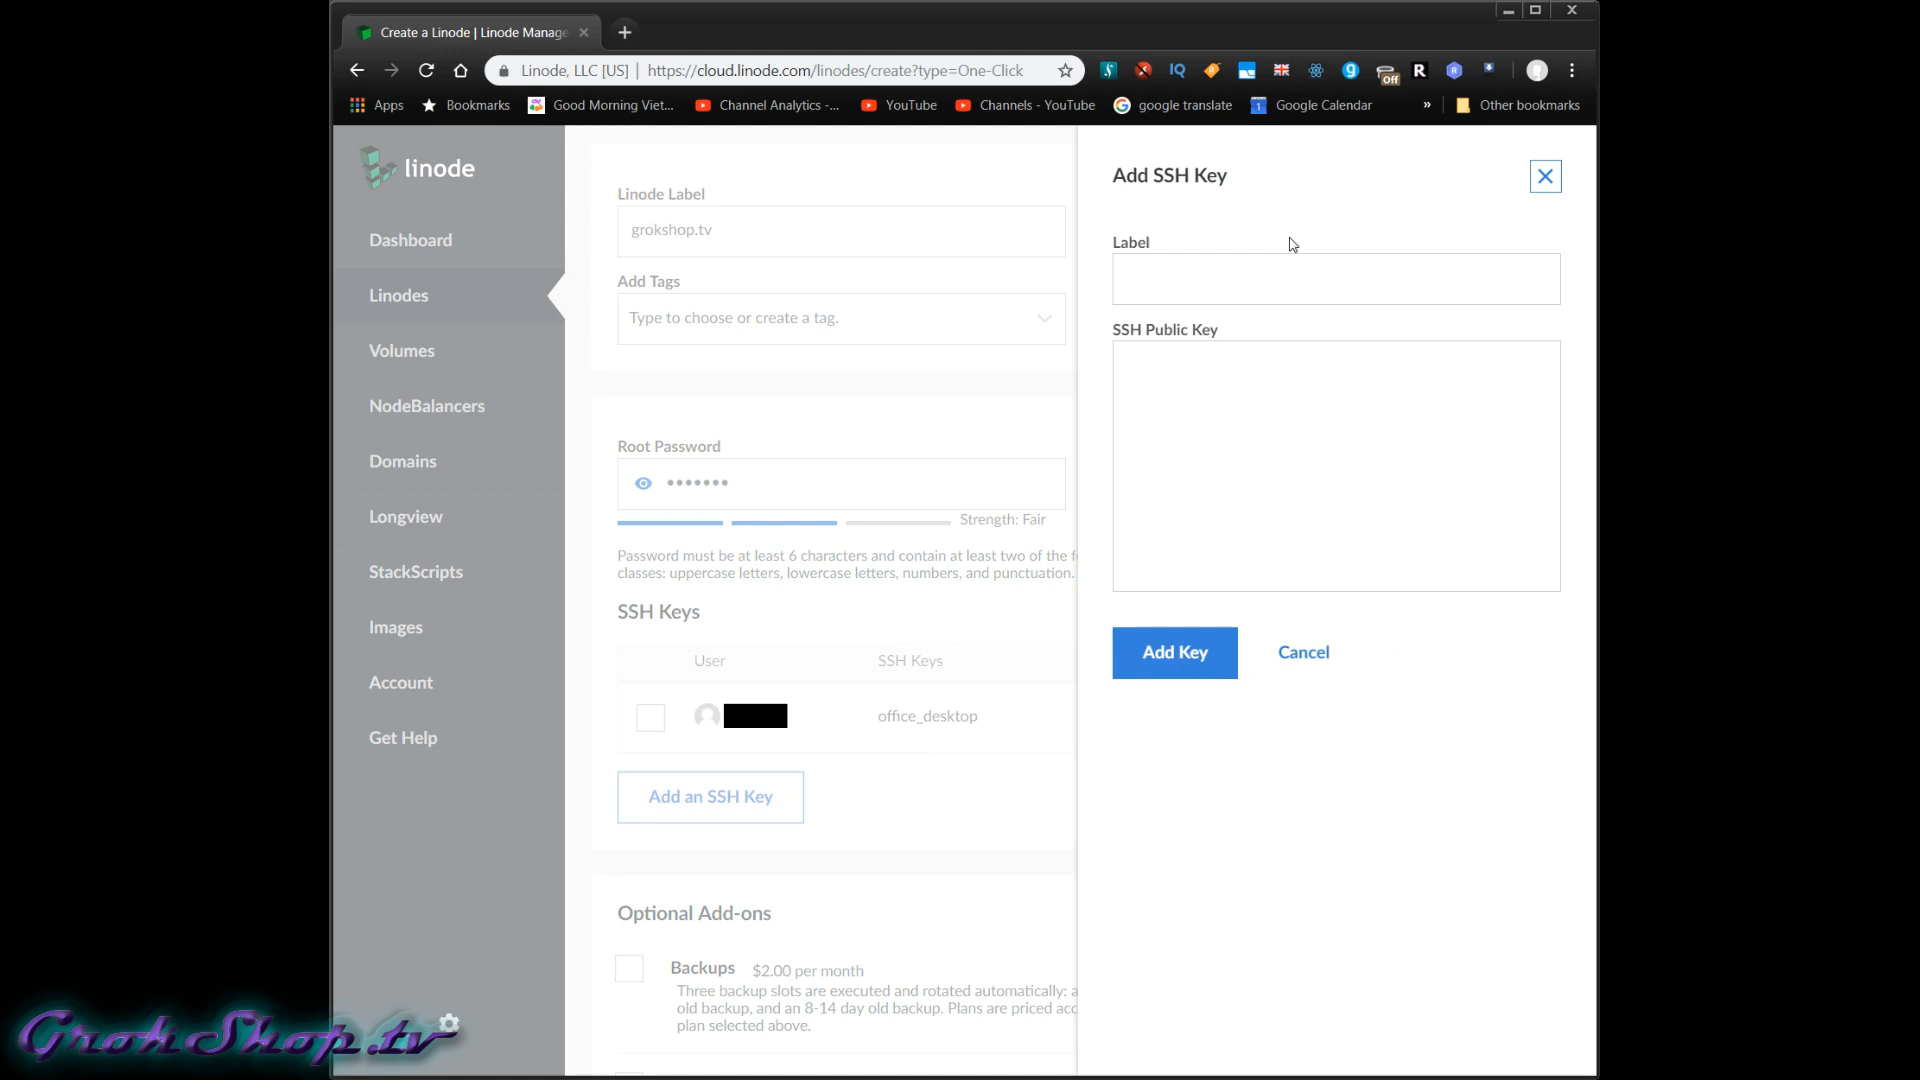 Create a Linode | Linode Manage
Linode, LLC [US] | https://cloud.linode.com/linodes/create?type=One-Click
IQ
Off
R
Apps
Bookmarks
Good Morning Viet...
Channel Analytics -...
YouTube
Channels - YouTube
google translate
Google Calendar
»
Other bookmarks
linode
Dashboard
Linodes
Volumes
NodeBalancers
Domains
Longview
StackScripts
Images
Account
Get Help
Linode Label
grokshop.tv
Add Tags
Type to choose or create a tag.
Root Password
•••••••
Strength: Fair
Password must be at least 6 characters and contain at least two of the f
classes: uppercase letters, lowercase letters, numbers, and punctuation.
SSH Keys
User
SSH Keys
office_desktop
Add an SSH Key
Optional Add-ons
Backups
$2.00 per month
Three backup slots are executed and rotated automatically: a
old backup, and an 8-14 day old backup. Plans are priced acc
plan selected above.
Add SSH Key
Label
SSH Public Key
Add Key
Cancel
GrokShop.tv